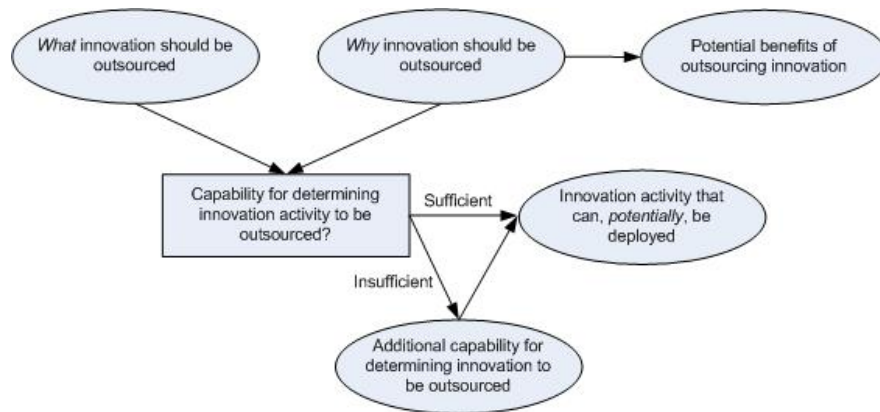 What innovation should be
outsourced
Why innovation should be
outsourced
Potential benefits of
outsourcing innovation
Capability for determining
innovation activity to be
outsourced?
Sufficient
Innovation activity that
can, potentially, be
deployed
Insufficient
Additional capability for
determining innovation to
be outsourced